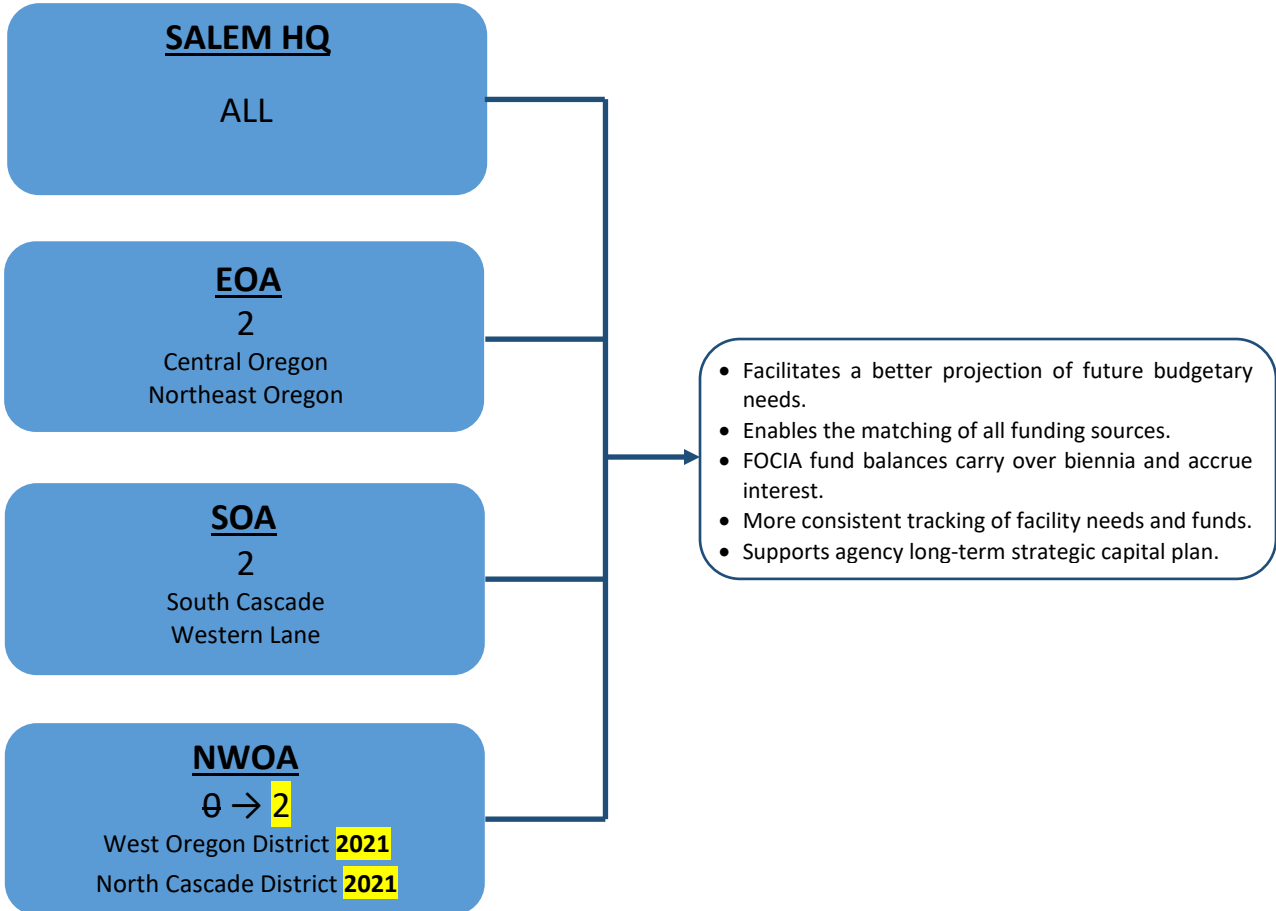 SALEM HQ
ALL
EOA
2
Central Oregon
Northeast Oregon
SOA
2
South Cascade
Western Lane
NWOA
0 → 2
West Oregon District 2021
North Cascade District 2021
• Facilitates a better projection of future budgetary
needs.
• Enables the matching of all funding sources.
• FOCIA fund balances carry over biennia and accrue
interest.
• More consistent tracking of facility needs and funds.
• Supports agency long-term strategic capital plan.